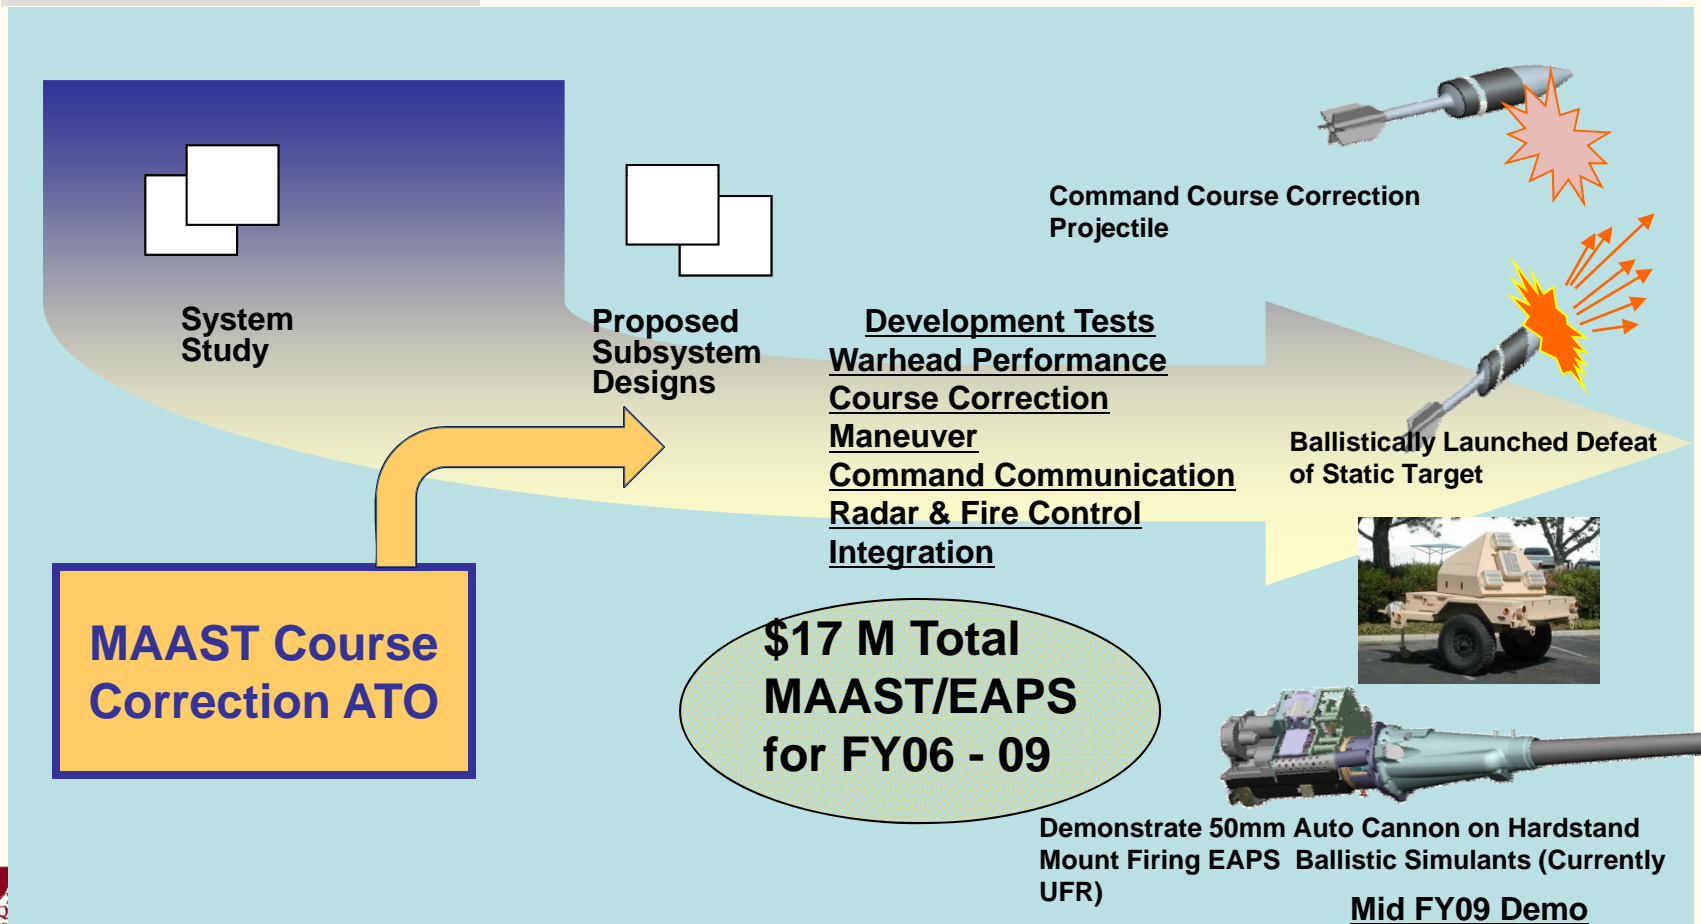 Command Course Correction
Projectile
System
Study
Proposed
Subsystem
Designs
Development Tests
Warhead Performance
Course Correction
Maneuver
Command Communication
Radar & Fire Control
Integration
Ballistically Launched Defeat
of Static Target
MAAST Course
Correction ATO
$17 M Total
MAAST/EAPS
for FY06 - 09
Demonstrate 50mm Auto Cannon on Hardstand
Mount Firing EAPS Ballistic Simulants (Currently
UFR)
Mid FY09 Demo